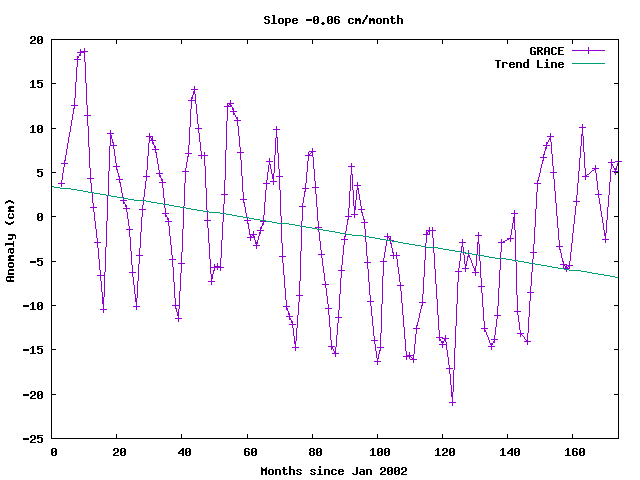 Slope -0.06 cm/month
GRACE
Trend Line
20
15
10
5
0
-5
-10
-15
-20
-25
Anomaly (cm)
0 20 40 60 80 100 120 140 160
Months since Jan 2002